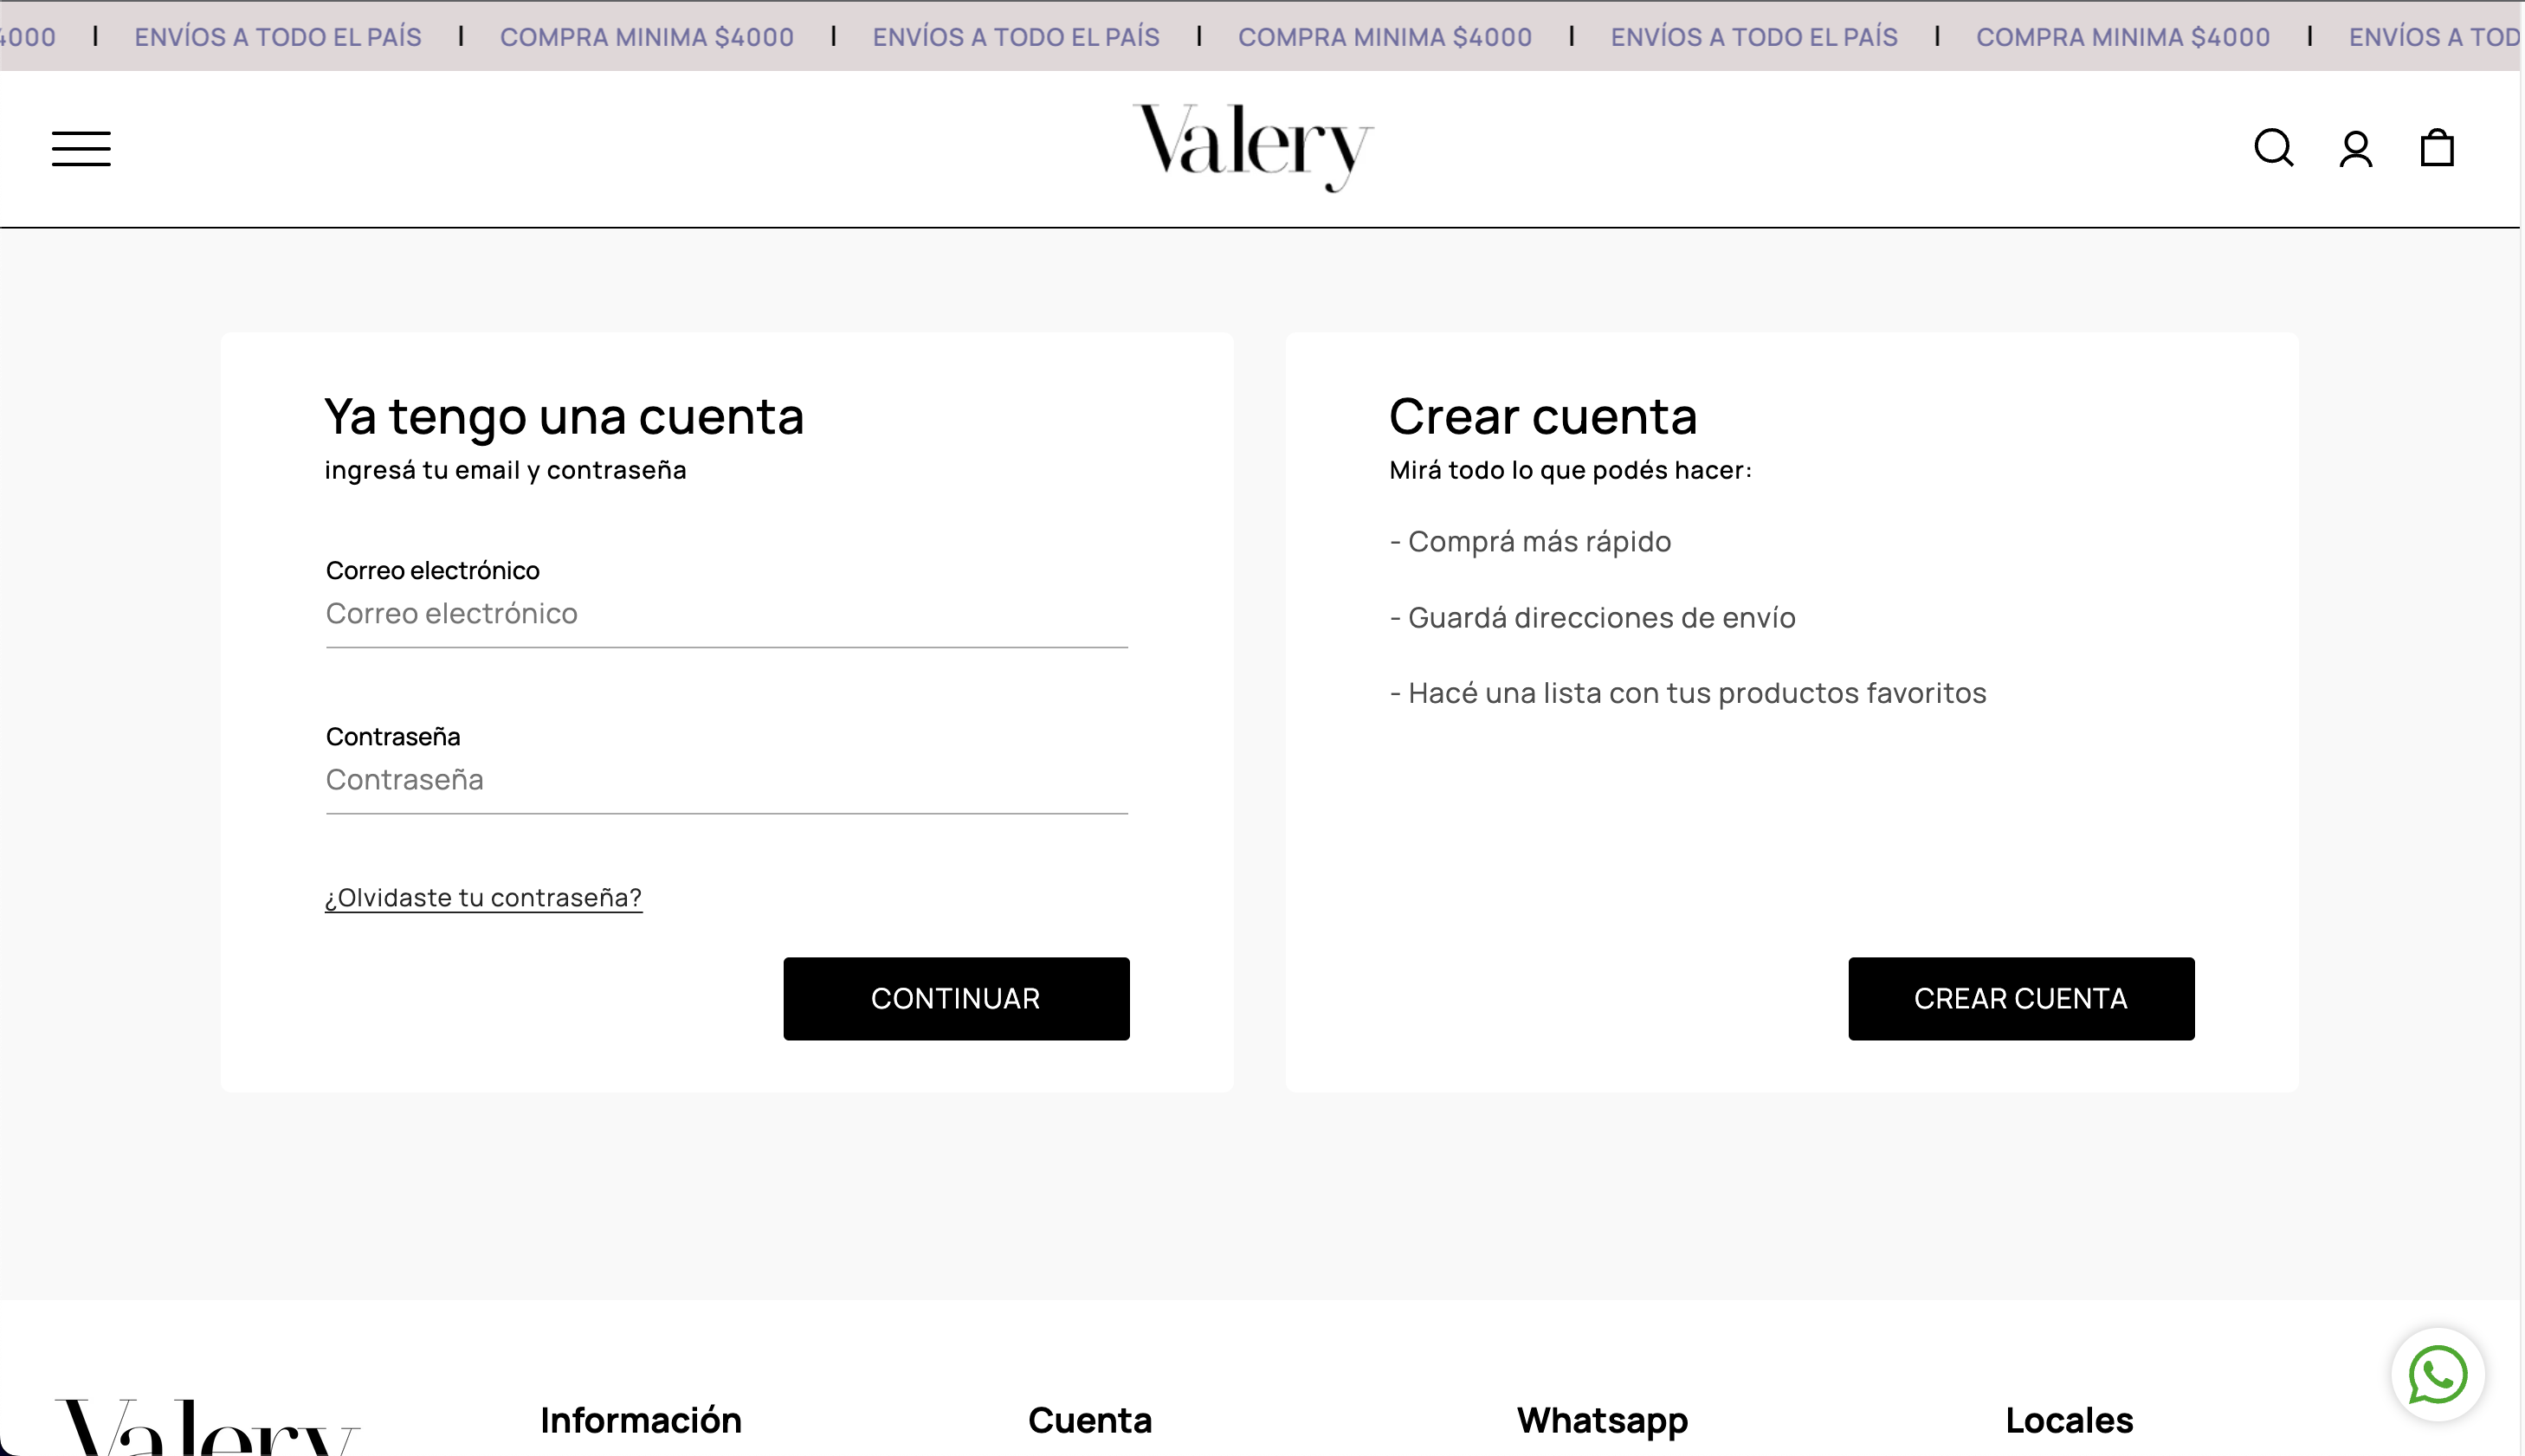 4000 | ENVÍOS A TODO EL PAÍS | COMPRA MINIMA $4000 | ENVÍOS A TODO EL PAÍS | COMPRA MINIMA $4000 | ENVÍOS A TODO EL PAÍS | COMPRA MINIMA $4000 | ENVÍOS A TOD
Valery
Ya tengo una cuenta
ingresá tu email y contraseña
Correo electrónico
Correo electrónico
Contraseña
Contraseña
¿Olvidaste tu contraseña?
CONTINUAR
Crear cuenta
Mirá todo lo que podés hacer:
- Comprá más rápido
- Guardá direcciones de envío
- Hacé una lista con tus productos favoritos
CREAR CUENTA
Valery
Información
Cuenta
Whatsapp
Locales